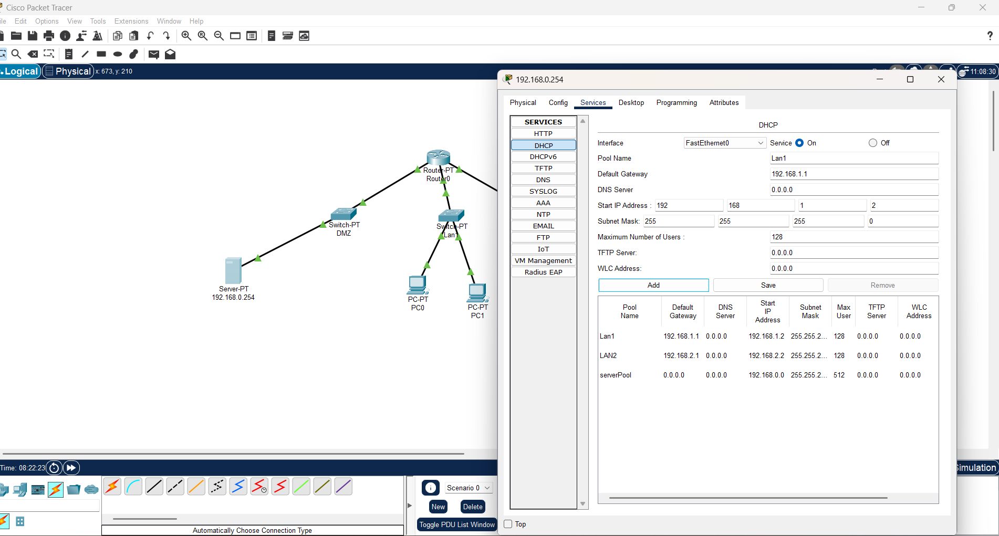 Cisco Packet Tracer
ile Edit Options View Tools Extensions Window Help
Logical Physical x: 673, y: 210
11:08:30
Router-PT
Router0
Switch-PT
DMZ
Switch-PT
Lan1
Server-PT
192.168.0.254
PC-PT
PC0
PC-PT
PC1
192.168.0.254
Physical Config Services Desktop Programming Attributes
SERVICES
HTTP
DHCP
DHCPv6
TFTP
DNS
SYSLOG
AAA
NTP
EMAIL
FTP
IoT
VM Management
Radius EAP
DHCP
Interface FastEthernet0 Service On Off
Pool Name Lan1
Default Gateway 192.168.1.1
DNS Server 0.0.0.0
Start IP Address : 192 168 1 2
Subnet Mask: 255 255 255 0
Maximum Number of Users : 128
TFTP Server: 0.0.0.0
WLC Address: 0.0.0.0
Add Save Remove
Pool Name Default Gateway DNS Server Start IP Address Subnet Mask Max User TFTP Server WLC Address
Lan1 192.168.1.1 0.0.0.0 192.168.1.2 255.255.2... 128 0.0.0.0 0.0.0.0
LAN2 192.168.2.1 0.0.0.0 192.168.2.2 255.255.2... 128 0.0.0.0 0.0.0.0
serverPool 0.0.0.0 0.0.0.0 192.168.0.0 255.255.2... 512 0.0.0.0 0.0.0.0
Top
Time: 08:22:23
Simulation
Scenario 0
New Delete
Toggle PDU List Window
Automatically Choose Connection Type